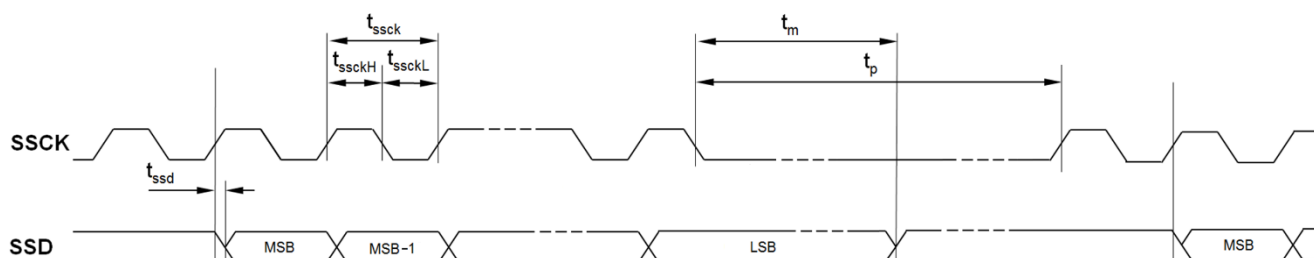 tssck
tm
tssckH
tssckL
tp
SSCK
tssd
SSD
MSB
MSB-1
LSB
MSB